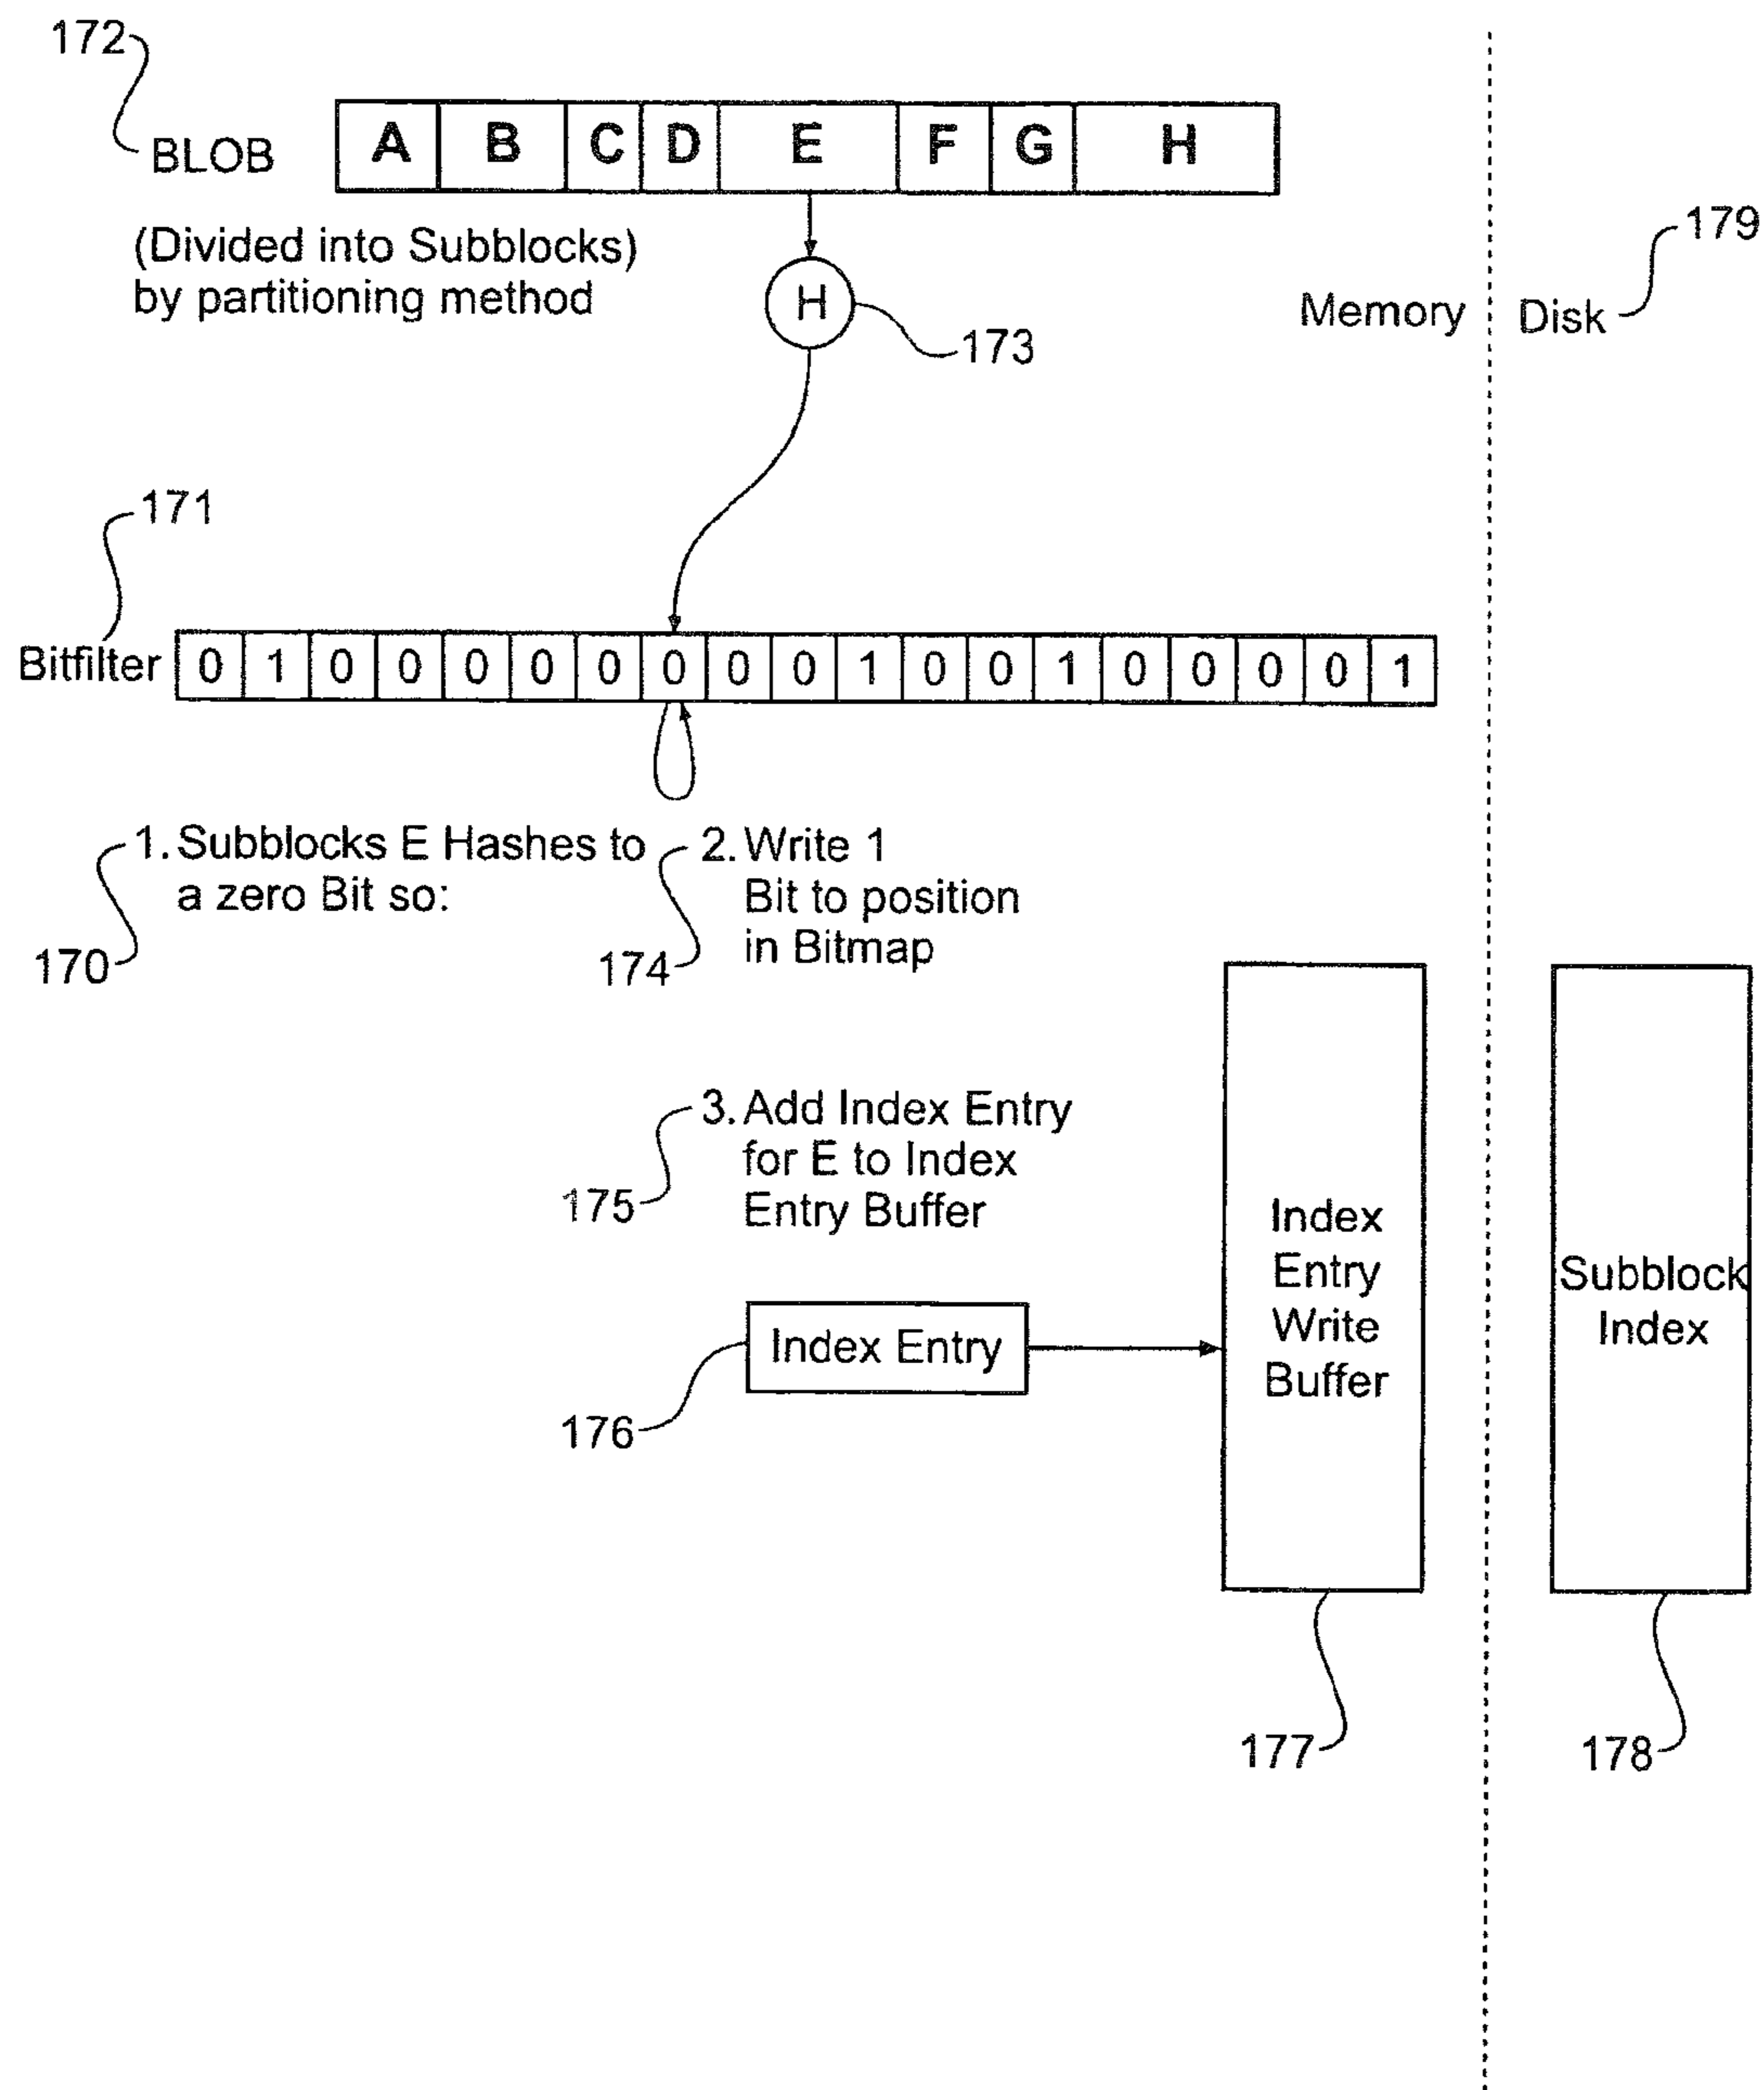 172
BLOB
A B C D E F G H
(Divided into Subblocks)
by partitioning method
H
173
Memory
Disk
179
171
Bitfilter
0 1 0 0 0 0 0 0 0 0 1 0 0 1 0 0 0 0 1
1. Subblocks E Hashes to
a zero Bit so:
170
2. Write 1
Bit to position
in Bitmap
174
3. Add Index Entry
for E to Index
Entry Buffer
175
Index Entry
176
Index
Entry
Write
Buffer
177
Subblock
Index
178